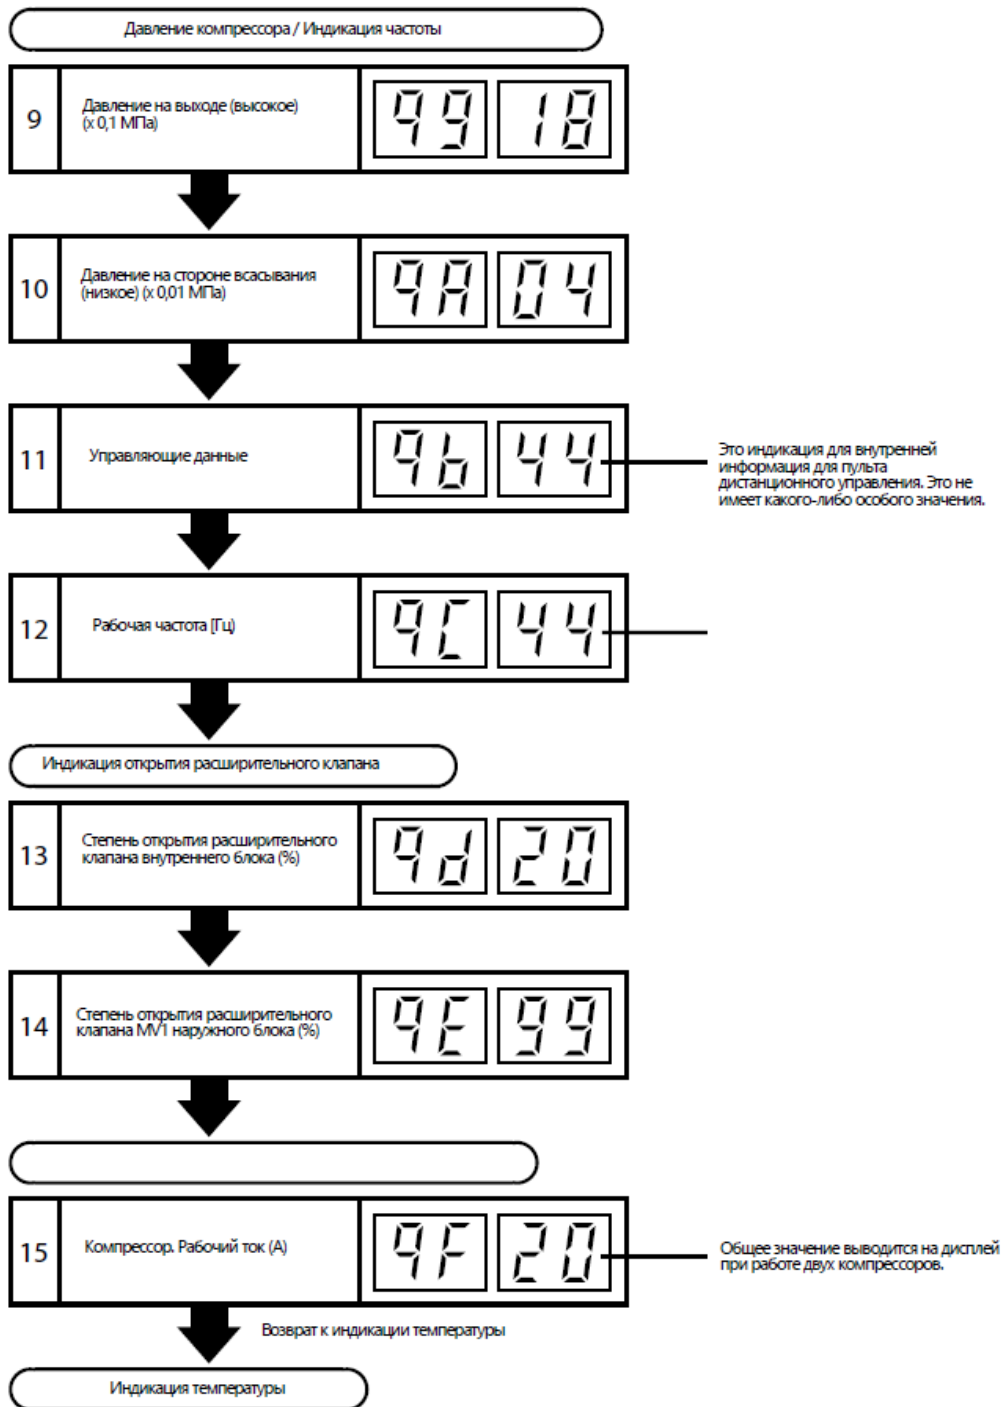 Давление компрессора / Индикация частоты
9
Давление на выходе (высокое)
(x 0,1 МПа)
99 18
10
Давление на стороне всасывания
(низкое) (x 0,01 МПа)
9A 04
11
Управляющие данные
9b 44
Это индикация для внутренней
информация для пульта
дистанционного управления. Это не
имеет какого-либо особого значения.
12
Рабочая частота [Гц)
9C 44
Индикация открытия расширительного клапана
13
Степень открытия расширительного
клапана внутреннего блока (%)
9d 20
14
Степень открытия расширительного
клапана MV1 наружного блока (%)
9E 99
15
Компрессор. Рабочий ток (А)
9F 20
Общее значение выводится на дисплей
при работе двух компрессоров.
Возврат к индикации температуры
Индикация температуры